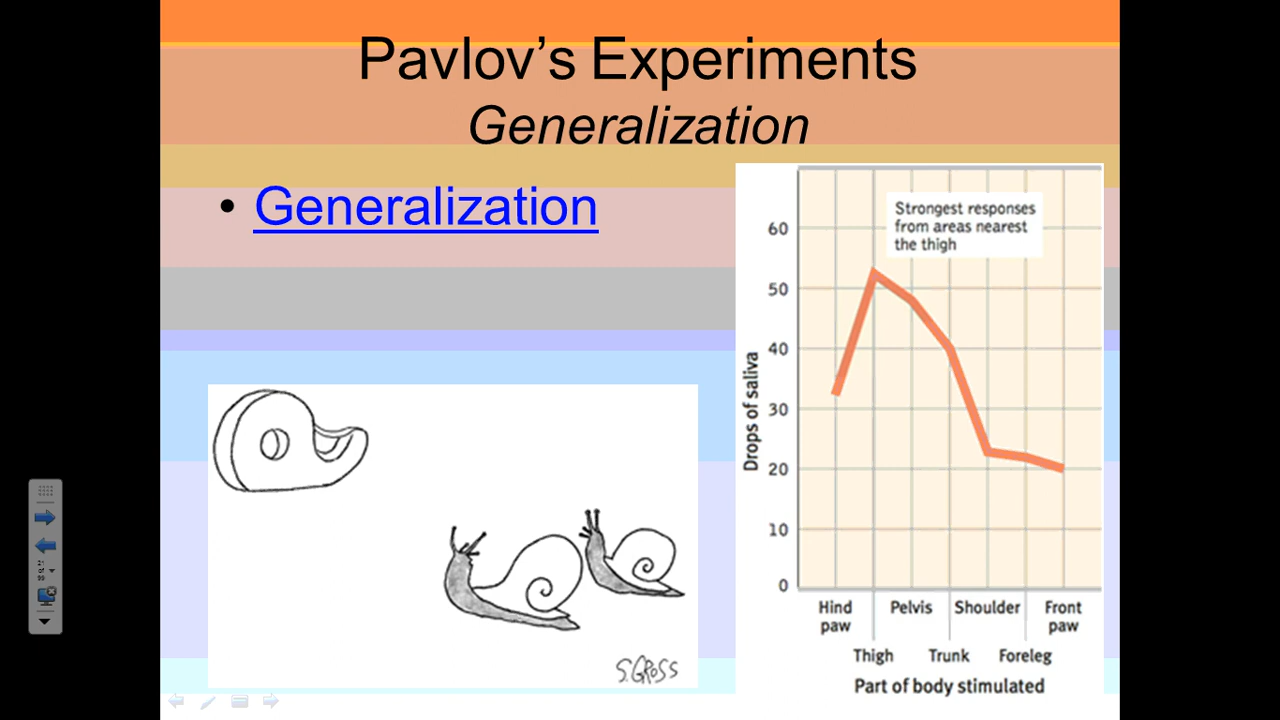 Pavlov’s Experiments
Generalization
• Generalization
Strongest responses
from areas nearest
the thigh
60
50
40
30
20
10
0
Drops of saliva
Hind
paw
Thigh
Pelvis
Trunk
Shoulder
Foreleg
Front
paw
Part of body stimulated
S.GROSS